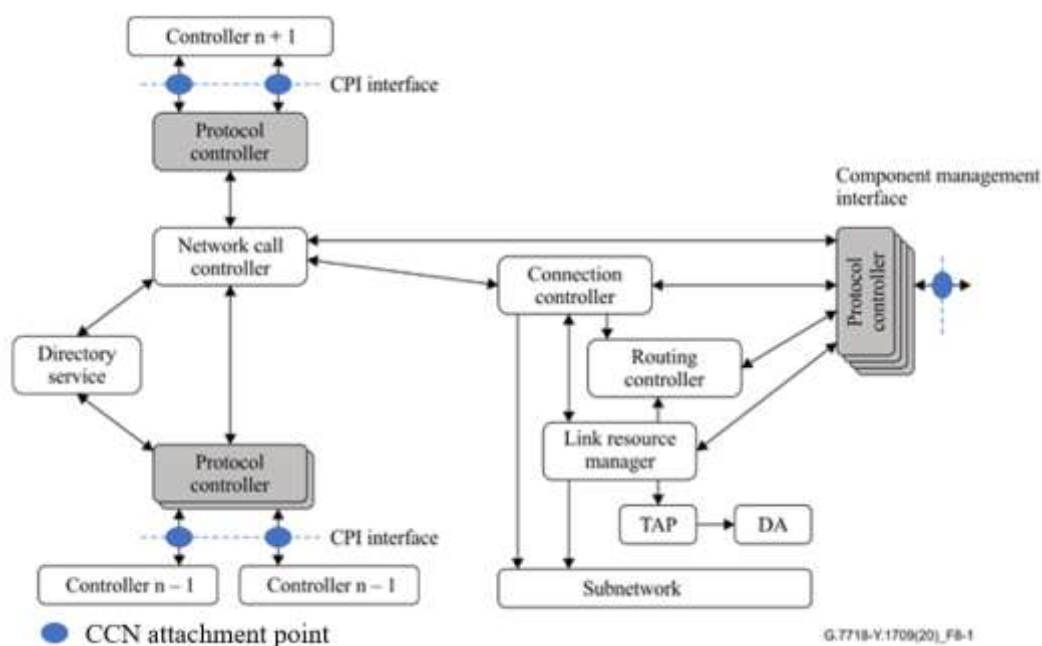 Controller n + 1
CPI interface
Protocol
controller
Component management
interface
Network call
controller
Connection
controller
Protocol
controller
Directory
service
Routing
controller
Link resource
manager
Protocol
controller
TAP
DA
CPI interface
Controller n – 1
Controller n – 1
Subnetwork
CCN attachment point
G.7718-Y.1709(20)_F8-1